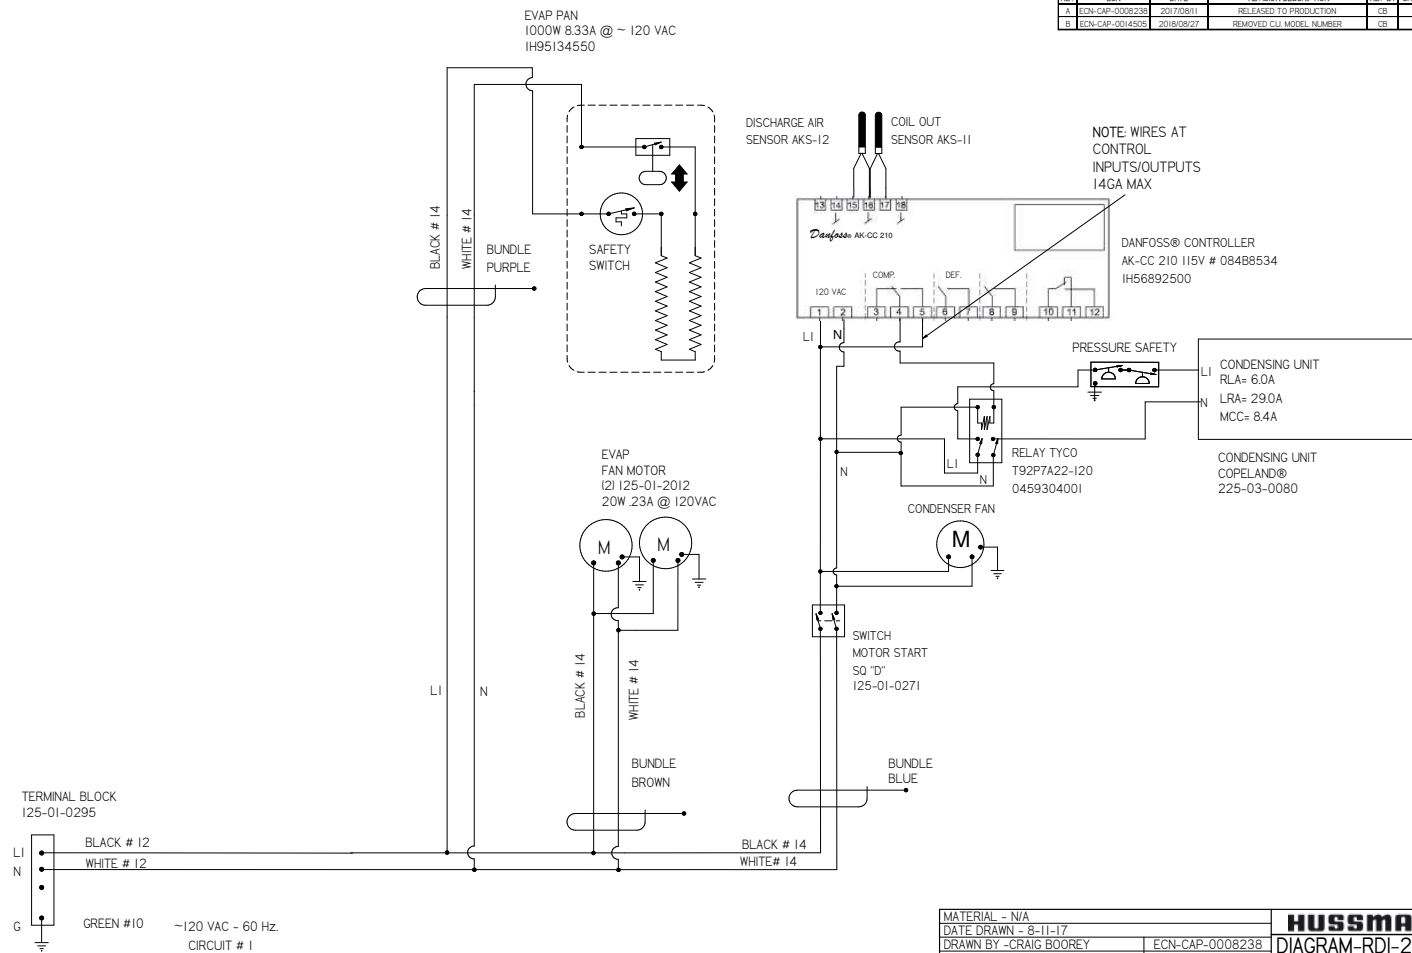 A ECN-CAP-0008238 2017/08/11 RELEASED TO PRODUCTION CB
B ECN-CAP-0014505 2018/08/27 REMOVED C.U. MODEL NUMBER CB
EVAP PAN
1000W 8.33A @ ~ 120 VAC
1H95134550
BLACK # 14
WHITE # 14
BUNDLE
PURPLE
SAFETY
SWITCH
DISCHARGE AIR
SENSOR AKS-12
COIL OUT
SENSOR AKS-11
NOTE: WIRES AT
CONTROL
INPUTS/OUTPUTS
14GA MAX
13 14 15 16 17 18
Danfoss AK-CC 210
COMP.
DEF.
120 VAC
1 2 3 4 5 6 7 8 9 10 11 12
DANFOSS® CONTROLLER
AK-CC 210 115V # 084B8534
1H56892500
L1
N
PRESSURE SAFETY
L1
N
CONDENSING UNIT
RLA= 6.0A
LRA= 29.0A
MCC= 8.4A
CONDENSING UNIT
COPELAND®
225-03-0080
L1
N
N
RELAY TYCO
T92P7A22-120
0459304001
EVAP
FAN MOTOR
(2) 125-01-2012
20W .23A @ 120VAC
M
M
CONDENSER FAN
M
SWITCH
MOTOR START
SQ "D"
125-01-0271
L1
N
BLACK # 14
WHITE # 14
BUNDLE
BROWN
BUNDLE
BLUE
TERMINAL BLOCK
125-01-0295
L1
N
G
BLACK # 12
WHITE # 12
BLACK # 14
WHITE# 14
GREEN #10
~120 VAC - 60 Hz.
CIRCUIT # 1
MATERIAL - N/A
DATE DRAWN - 8-11-17
DRAWN BY -CRAIG BOOREY
ECN-CAP-0008238
HUSSMA
DIAGRAM-RDI-2